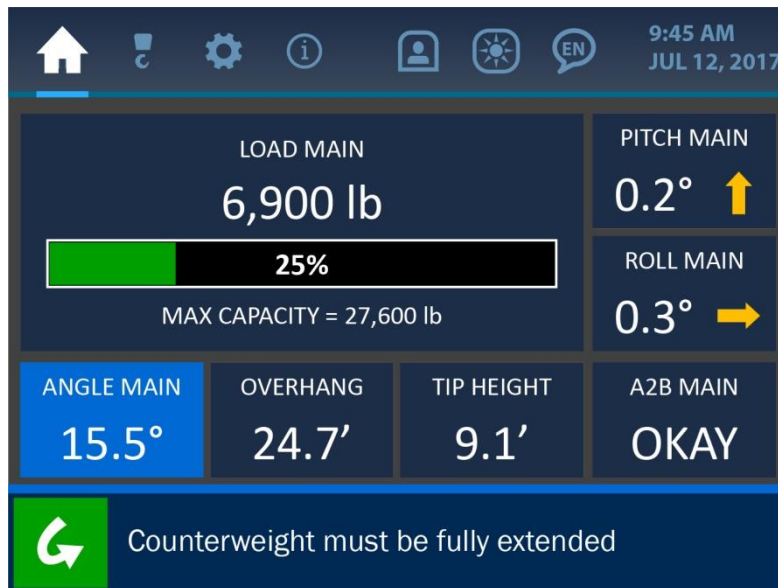 EN
9:45 AM
JUL 12, 2017
LOAD MAIN
6,900 lb
25%
MAX CAPACITY = 27,600 lb
PITCH MAIN
0.2°
ROLL MAIN
0.3°
ANGLE MAIN
15.5°
OVERHANG
24.7’
TIP HEIGHT
9.1’
A2B MAIN
OKAY
Counterweight must be fully extended